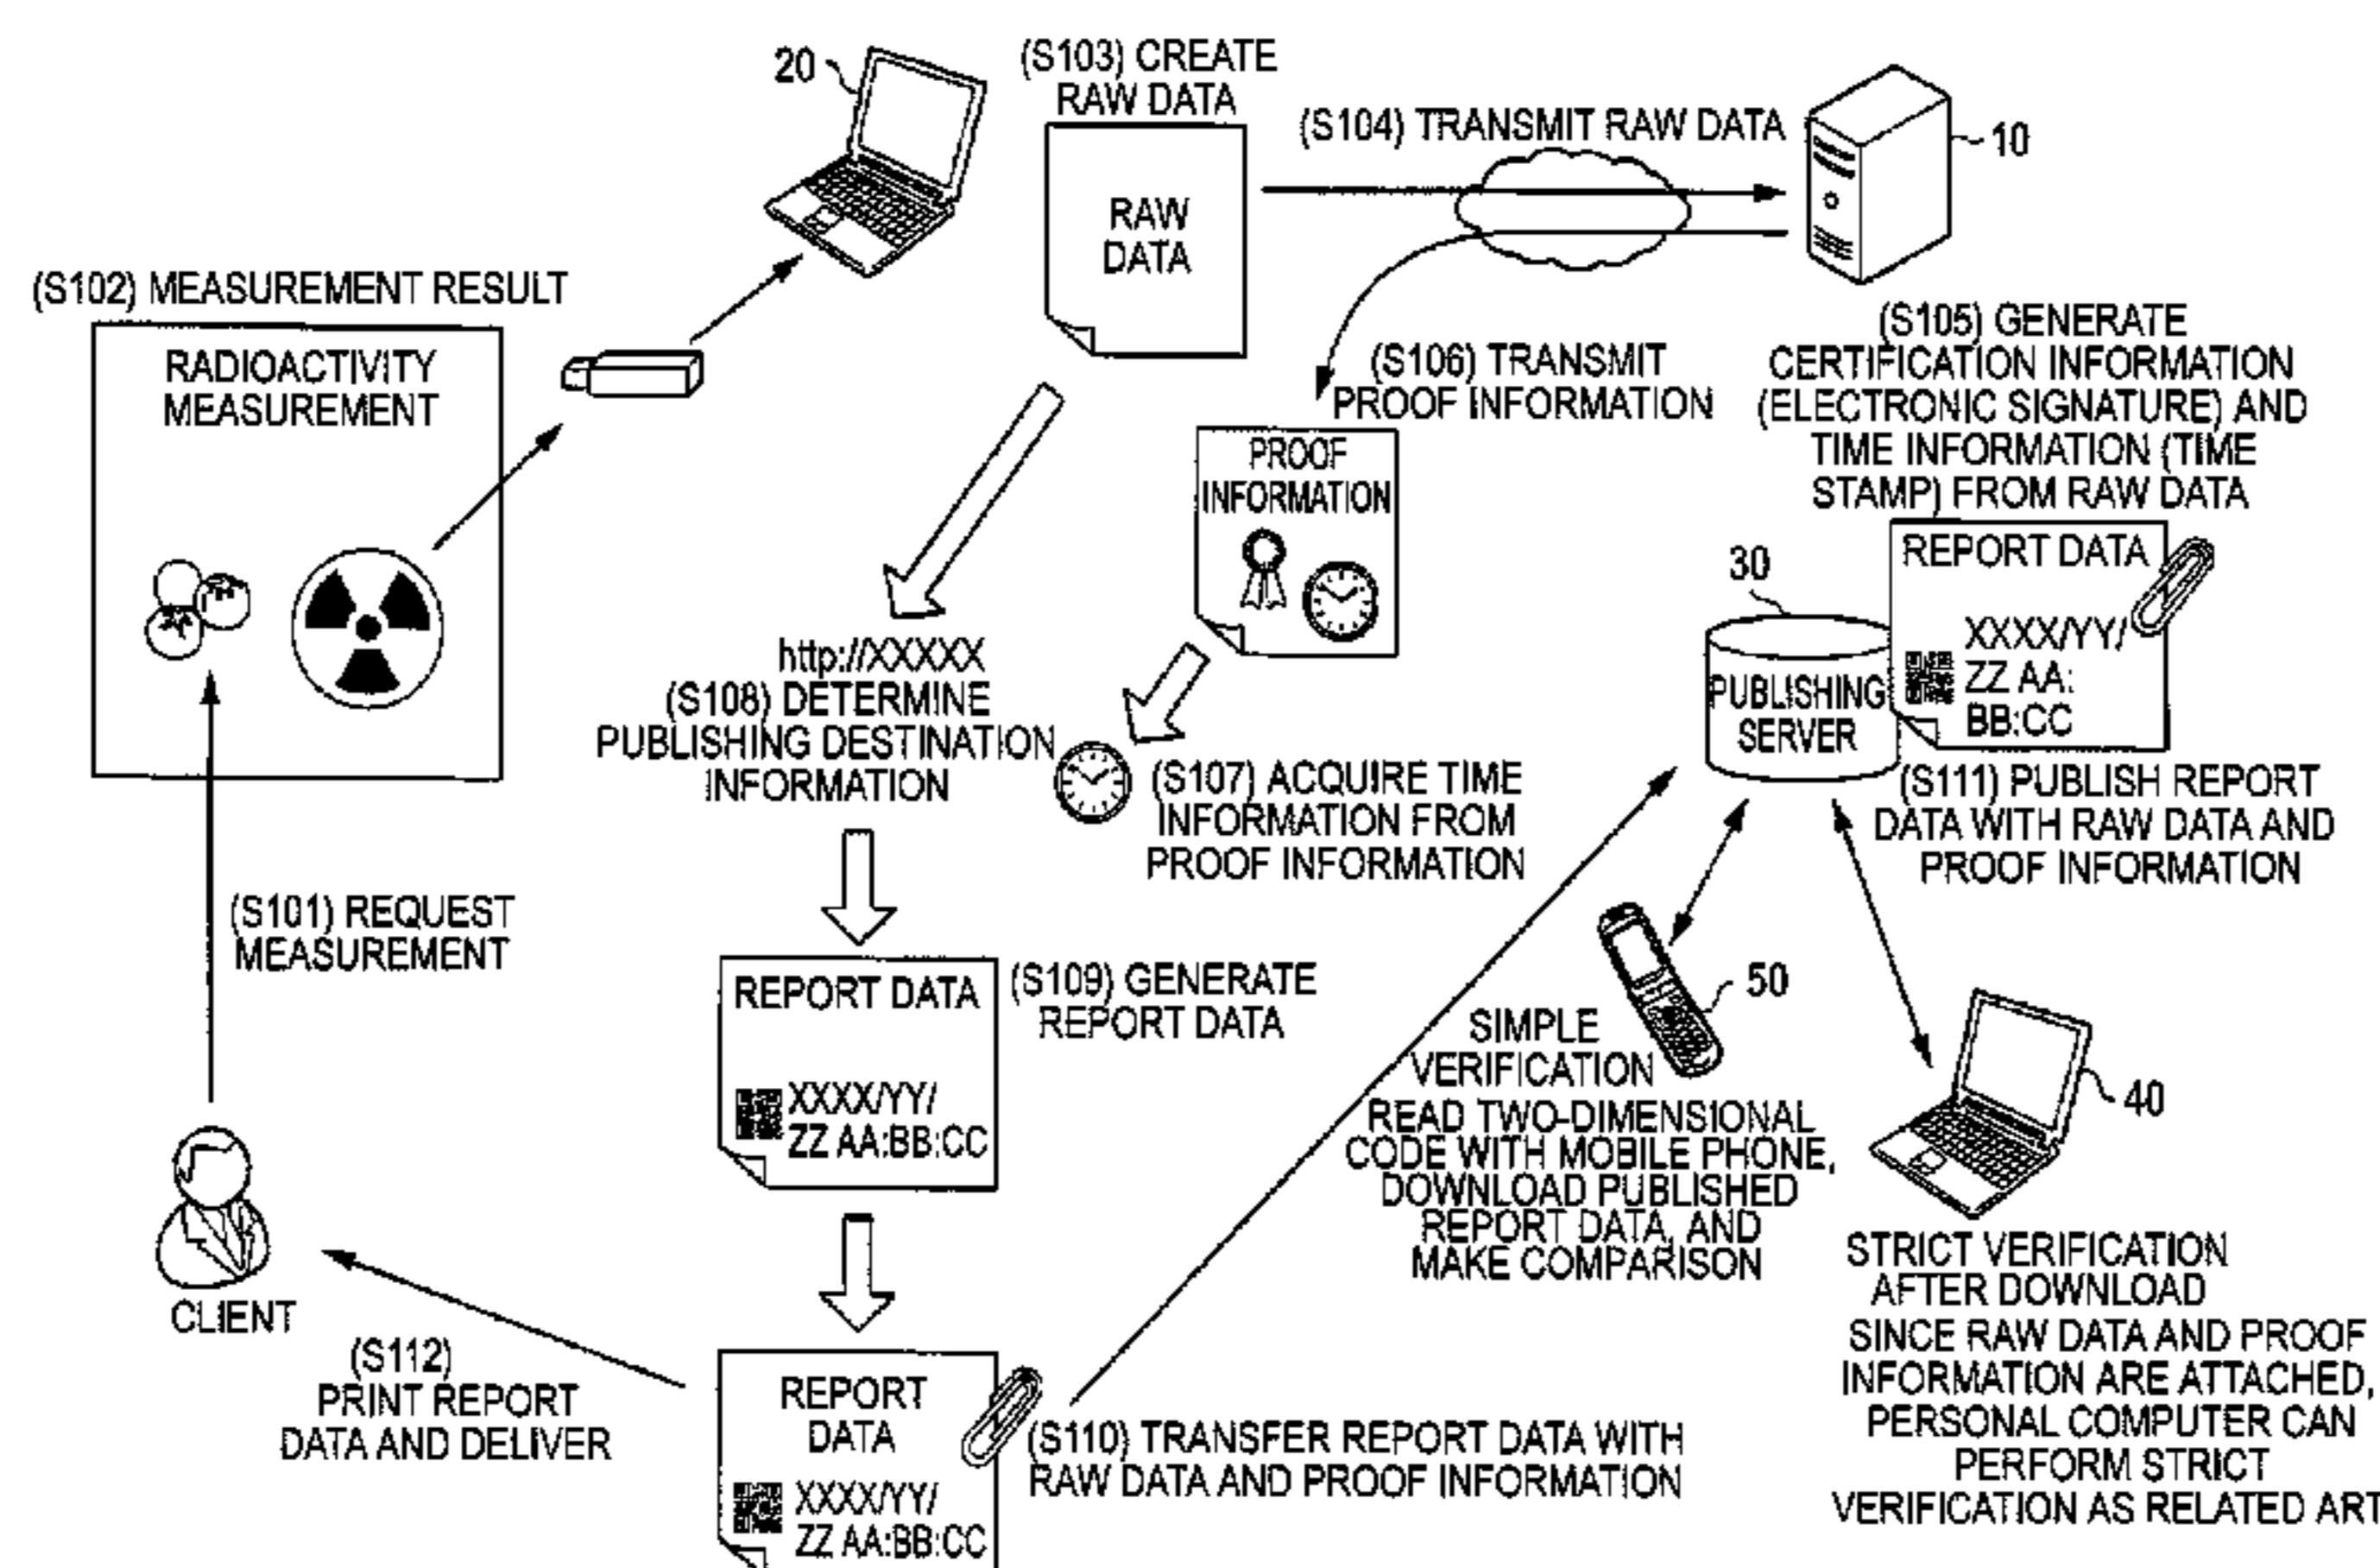 20
(S103) CREATE
RAW DATA
(S104) TRANSMIT RAW DATA
10
RAW
DATA
(S102) MEASUREMENT RESULT
RADIOACTIVITY
MEASUREMENT
(S105) GENERATE
CERTIFICATION INFORMATION
(ELECTRONIC SIGNATURE) AND
TIME INFORMATION (TIME
STAMP) FROM RAW DATA
(S106) TRANSMIT
PROOF INFORMATION
PROOF
INFORMATION
30
REPORT DATA
XXXX/YY/
ZZ AA:
BB:CC
PUBLISHING
SERVER
http://XXXXX
(S108) DETERMINE
PUBLISHING DESTINATION
INFORMATION
(S107) ACQUIRE TIME
INFORMATION FROM
PROOF INFORMATION
(S111) PUBLISH REPORT
DATA WITH RAW DATA AND
PROOF INFORMATION
(S101) REQUEST
MEASUREMENT
REPORT DATA
XXXX/YY/
ZZ AA:BB:CC
(S109) GENERATE
REPORT DATA
50
SIMPLE
VERIFICATION
READ TWO-DIMENSIONAL
CODE WITH MOBILE PHONE,
DOWNLOAD PUBLISHED
REPORT DATA, AND
MAKE COMPARISON
40
STRICT VERIFICATION
AFTER DOWNLOAD
SINCE RAW DATA AND PROOF
INFORMATION ARE ATTACHED,
PERSONAL COMPUTER CAN
PERFORM STRICT
VERIFICATION AS RELATED ART
CLIENT
(S112)
PRINT REPORT
DATA AND DELIVER
REPORT
DATA
XXXX/YY/
ZZ AA:BB:CC
(S110) TRANSFER REPORT DATA WITH
RAW DATA AND PROOF INFORMATION